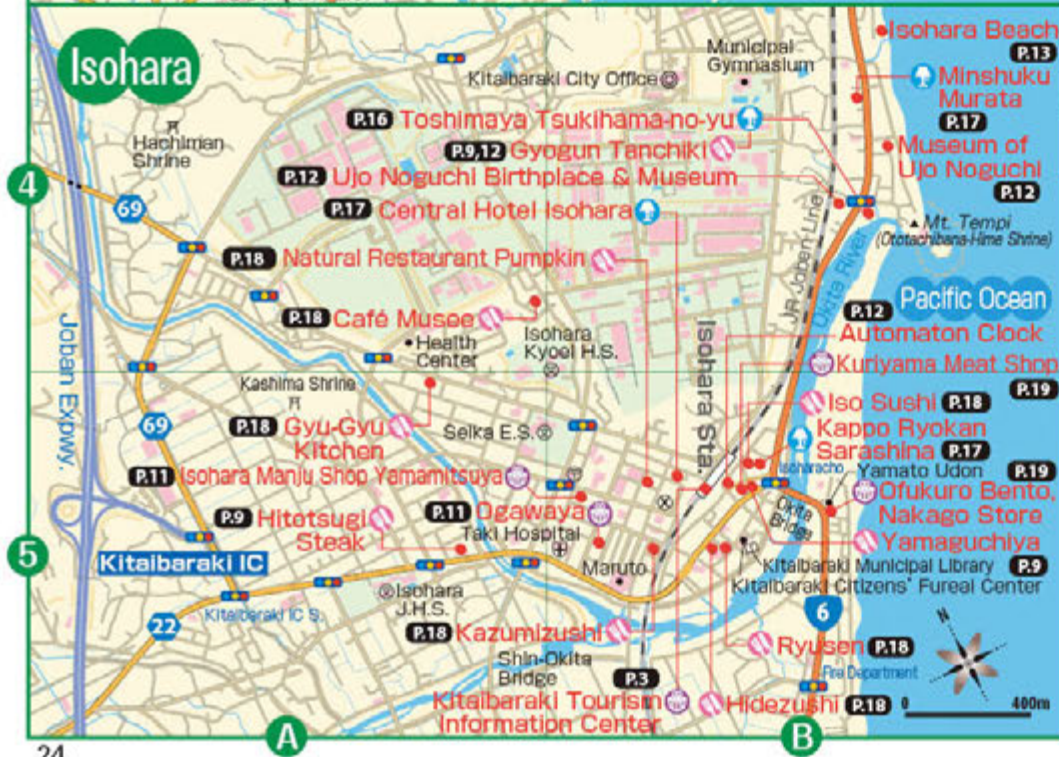 Isohara
Isohara Beach
P.13
Municipal
Gymnasium
Kitaibaraki City Office
Minshuku
Murata
P.17
P.16 Toshimaya Tsukihama-no-yu
Hachiman
Shrine
P.9,12 Gyogun Tanchiki
Museum of
Ujo Noguchi
P.12
P.12 Ujo Noguchi Birthplace & Museum
4
69
P.17 Central Hotel Isohara
Mt. Tempi
(Ototachibana-Hime Shrine)
P.18 Natural Restaurant Pumpkin
JR Joban Line
Okita River
Pacific Ocean
P.12
Automaton Clock
P.18 Café Musee
Joban Expwy.
Health
Center
Isohara
Kyoei H.S.
Isohara Sta.
Kuriyama Meat Shop
P.19
Kashima Shrine
Iso Sushi P.18
69
P.18 Gyu-Gyu
Kitchen
Seika E.S.
Kappo Ryokan
Sarashina P.17
Isoharacho
Yamato Udon P.19
P.11 Isohara Manju Shop Yamamitsuya
Ofukuro Bento,
Nakago Store
Okita
Bridge
P.9 Hitotsugi
Steak
P.11 Ogawaya
Taki Hospital
Yamaguchiya
P.9
5
Kitaibaraki IC
Kitaibaraki Municipal Library
Kitaibaraki Citizens' Fureai Center
Maruto
Isohara
J.H.S.
Kitaibaraki IC S.
22
6
N
P.18 Kazumizushi
Ryusen P.18
Shin-Okita
Bridge
P.3
Fire Department
Kitaibaraki Tourism
Information Center
Hidezushi P.18
0 400m
A
B
24